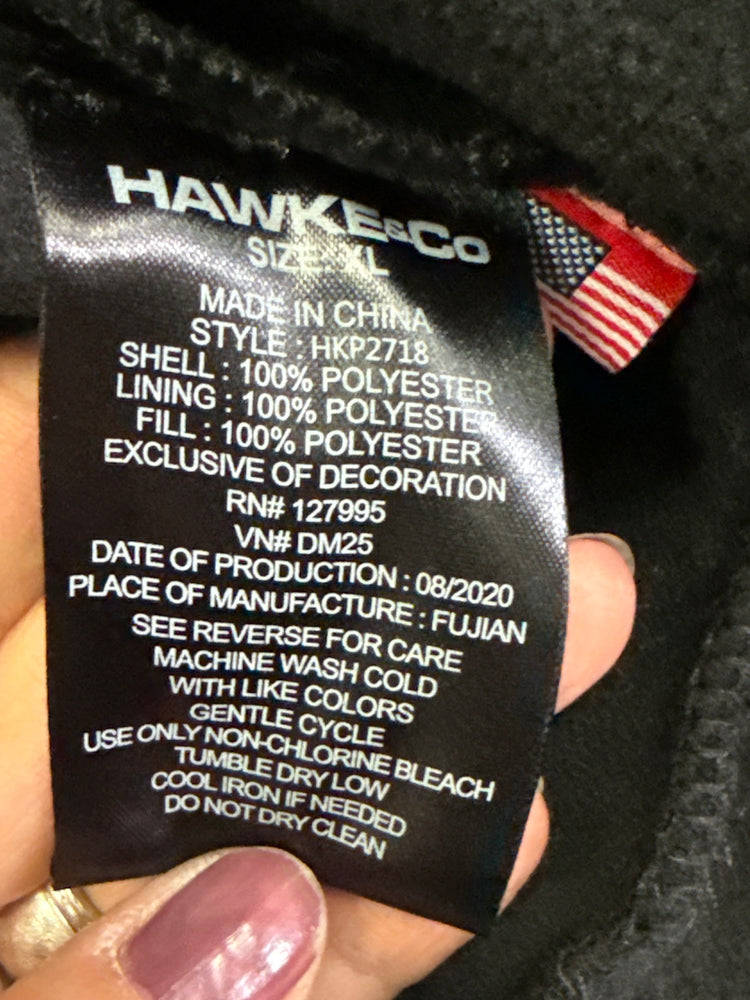 HAWKE&CO
SIZE: XL
MADE IN CHINA
STYLE : HKP2718
SHELL : 100% POLYESTER
LINING : 100% POLYESTER
FILL : 100% POLYESTER
EXCLUSIVE OF DECORATION
RN# 127995
VN# DM25
DATE OF PRODUCTION : 08/2020
PLACE OF MANUFACTURE : FUJIAN
SEE REVERSE FOR CARE
MACHINE WASH COLD
WITH LIKE COLORS
GENTLE CYCLE
USE ONLY NON-CHLORINE BLEACH
TUMBLE DRY LOW
COOL IRON IF NEEDED
DO NOT DRY CLEAN